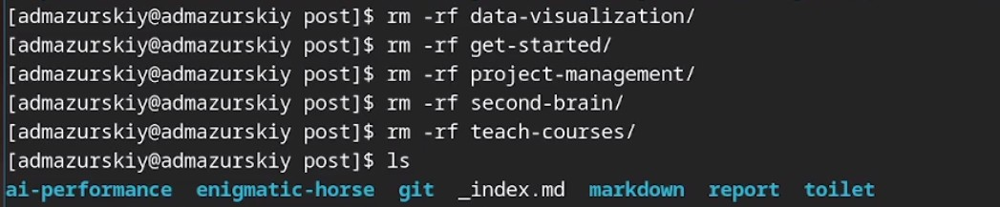 [admazurskiy@admazurskiy post]$ rm -rf data-visualization/
[admazurskiy@admazurskiy post]$ rm -rf get-started/
[admazurskiy@admazurskiy post]$ rm -rf project-management/
[admazurskiy@admazurskiy post]$ rm -rf second-brain/
[admazurskiy@admazurskiy post]$ rm -rf teach-courses/
[admazurskiy@admazurskiy post]$ ls
ai-performance  enigmatic-horse  git  _index.md  markdown  report  toilet